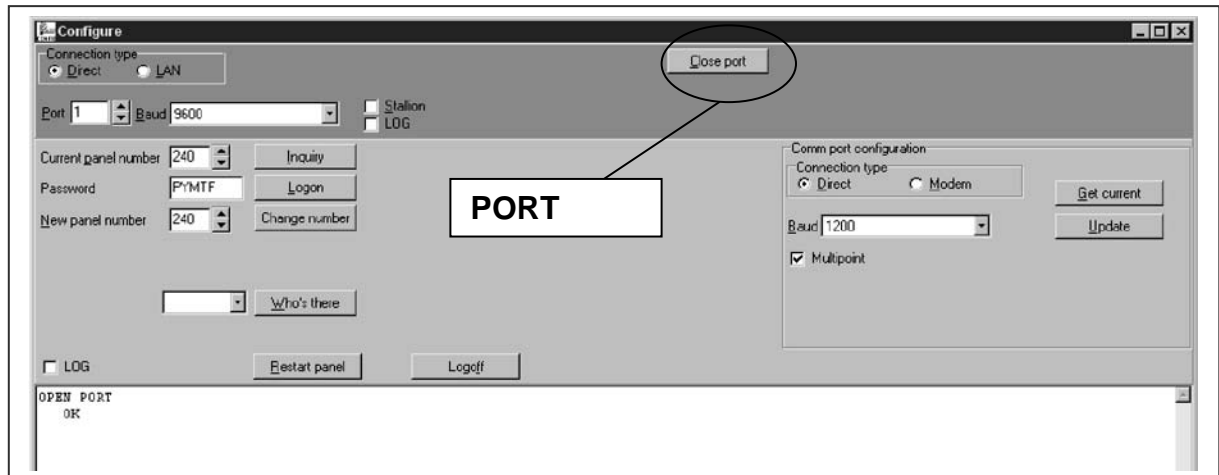 Configure
Connection type
Direct LAN
Close port
Port 1 Baud 9600
Stalion
LOG
Current panel number 240 Inquiry
Password PYMTF Logon
New panel number 240 Change number
Who's there
PORT
Comm port configuration
Connection type
Direct Modem
Get current
Baud 1200
Update
Multipoint
LOG Restart panel Logoff
OPEN PORT
OK